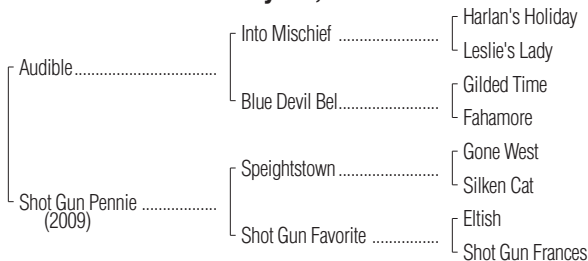 Harlan's Holiday
Into Mischief ........................
Leslie's Lady
Audible..................................
Gilded Time
Blue Devil Bel........................
Fahamore
Gone West
Speightstown ........................
Silken Cat
Shot Gun Pennie ..................
(2009)
Eltish
Shot Gun Favorite ................
Shot Gun Frances